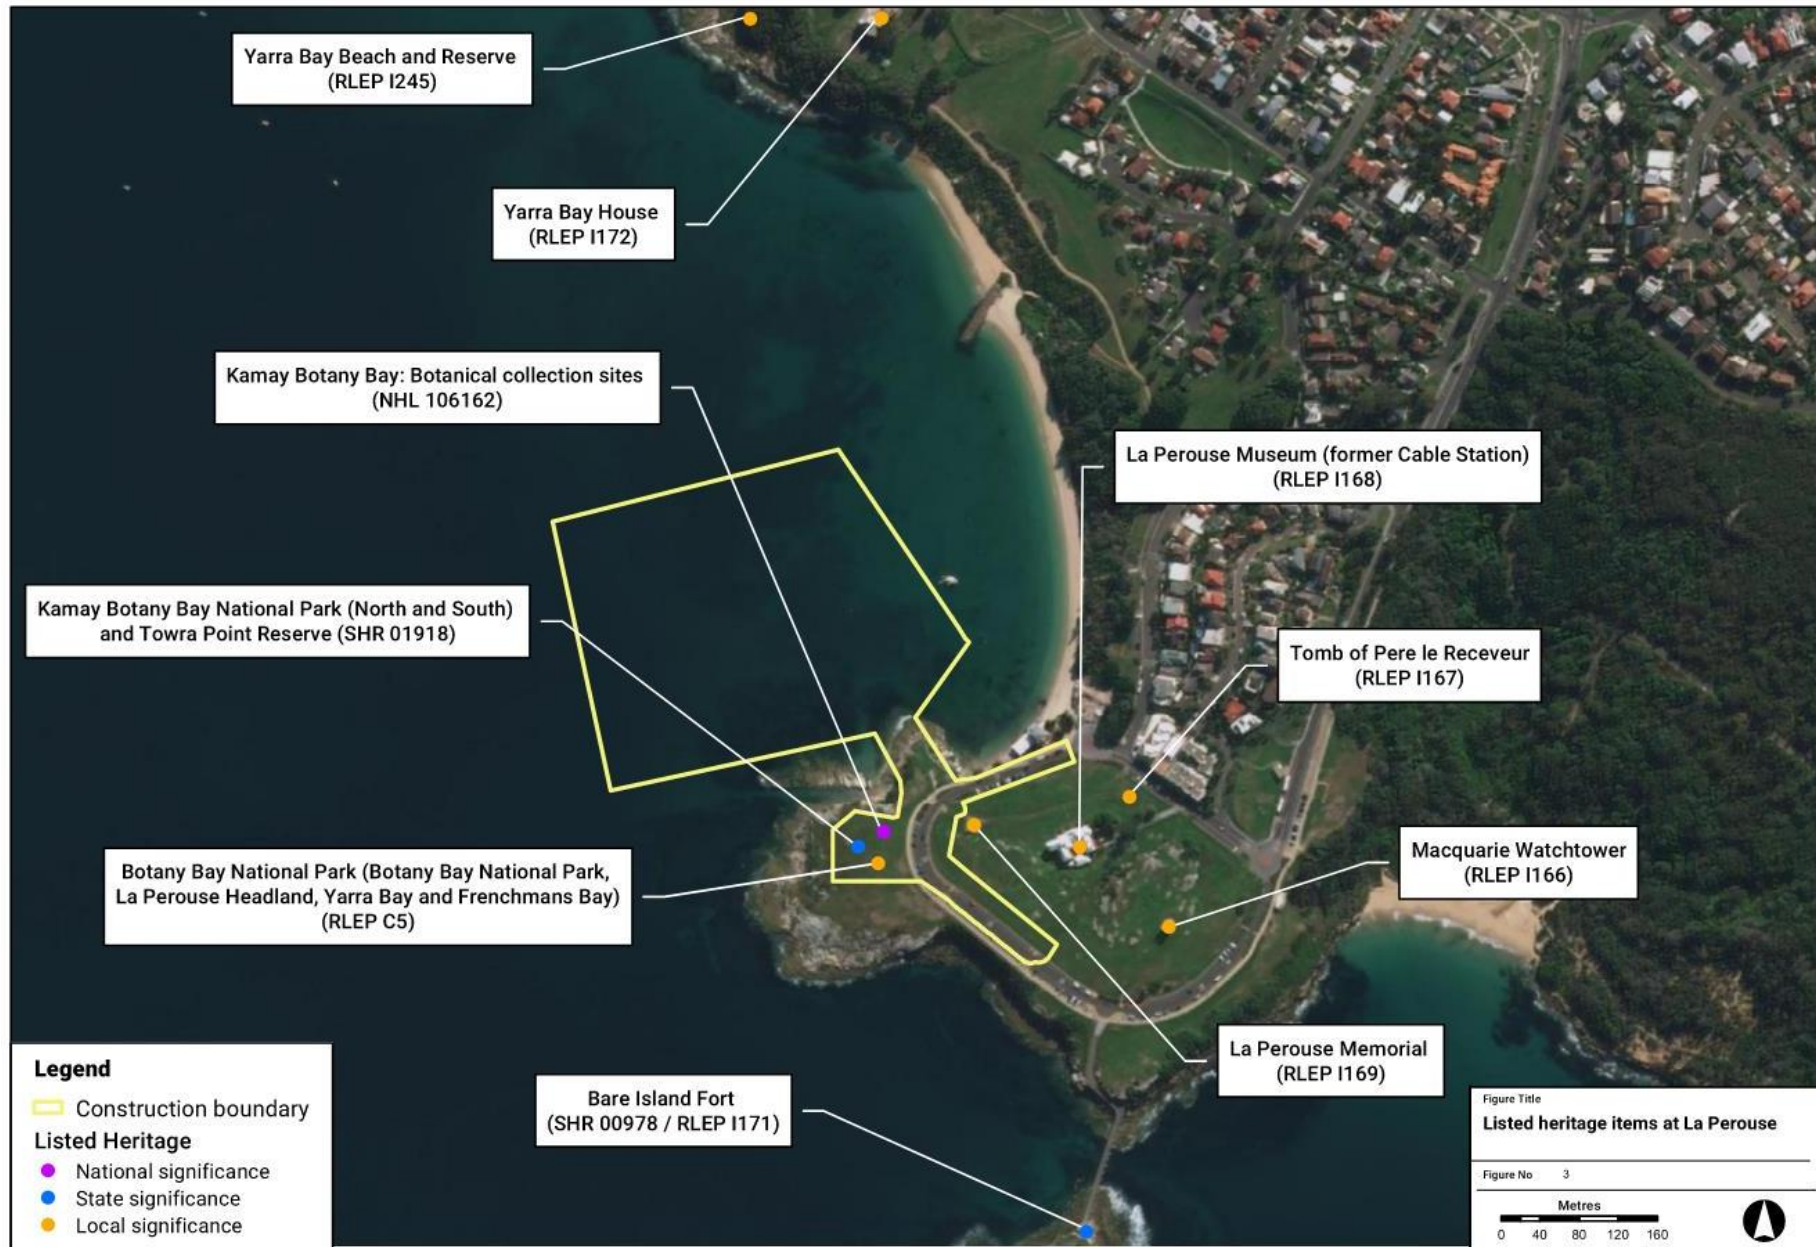 Yarra Bay Beach and Reserve
(RLEP I245)
Yarra Bay House
(RLEP I172)
Kamay Botany Bay: Botanical collection sites
(NHL 106162)
La Perouse Museum (former Cable Station)
(RLEP I168)
Kamay Botany Bay National Park (North and South)
and Towra Point Reserve (SHR 01918)
Tomb of Pere le Receveur
(RLEP I167)
Macquarie Watchtower
(RLEP I166)
Botany Bay National Park (Botany Bay National Park,
La Perouse Headland, Yarra Bay and Frenchmans Bay)
(RLEP C5)
La Perouse Memorial
(RLEP I169)
Bare Island Fort
(SHR 00978 / RLEP I171)
Legend
Construction boundary
Listed Heritage
National significance
State significance
Local significance
Figure Title
Listed heritage items at La Perouse
Figure No 3
Metres
0 40 80 120 160